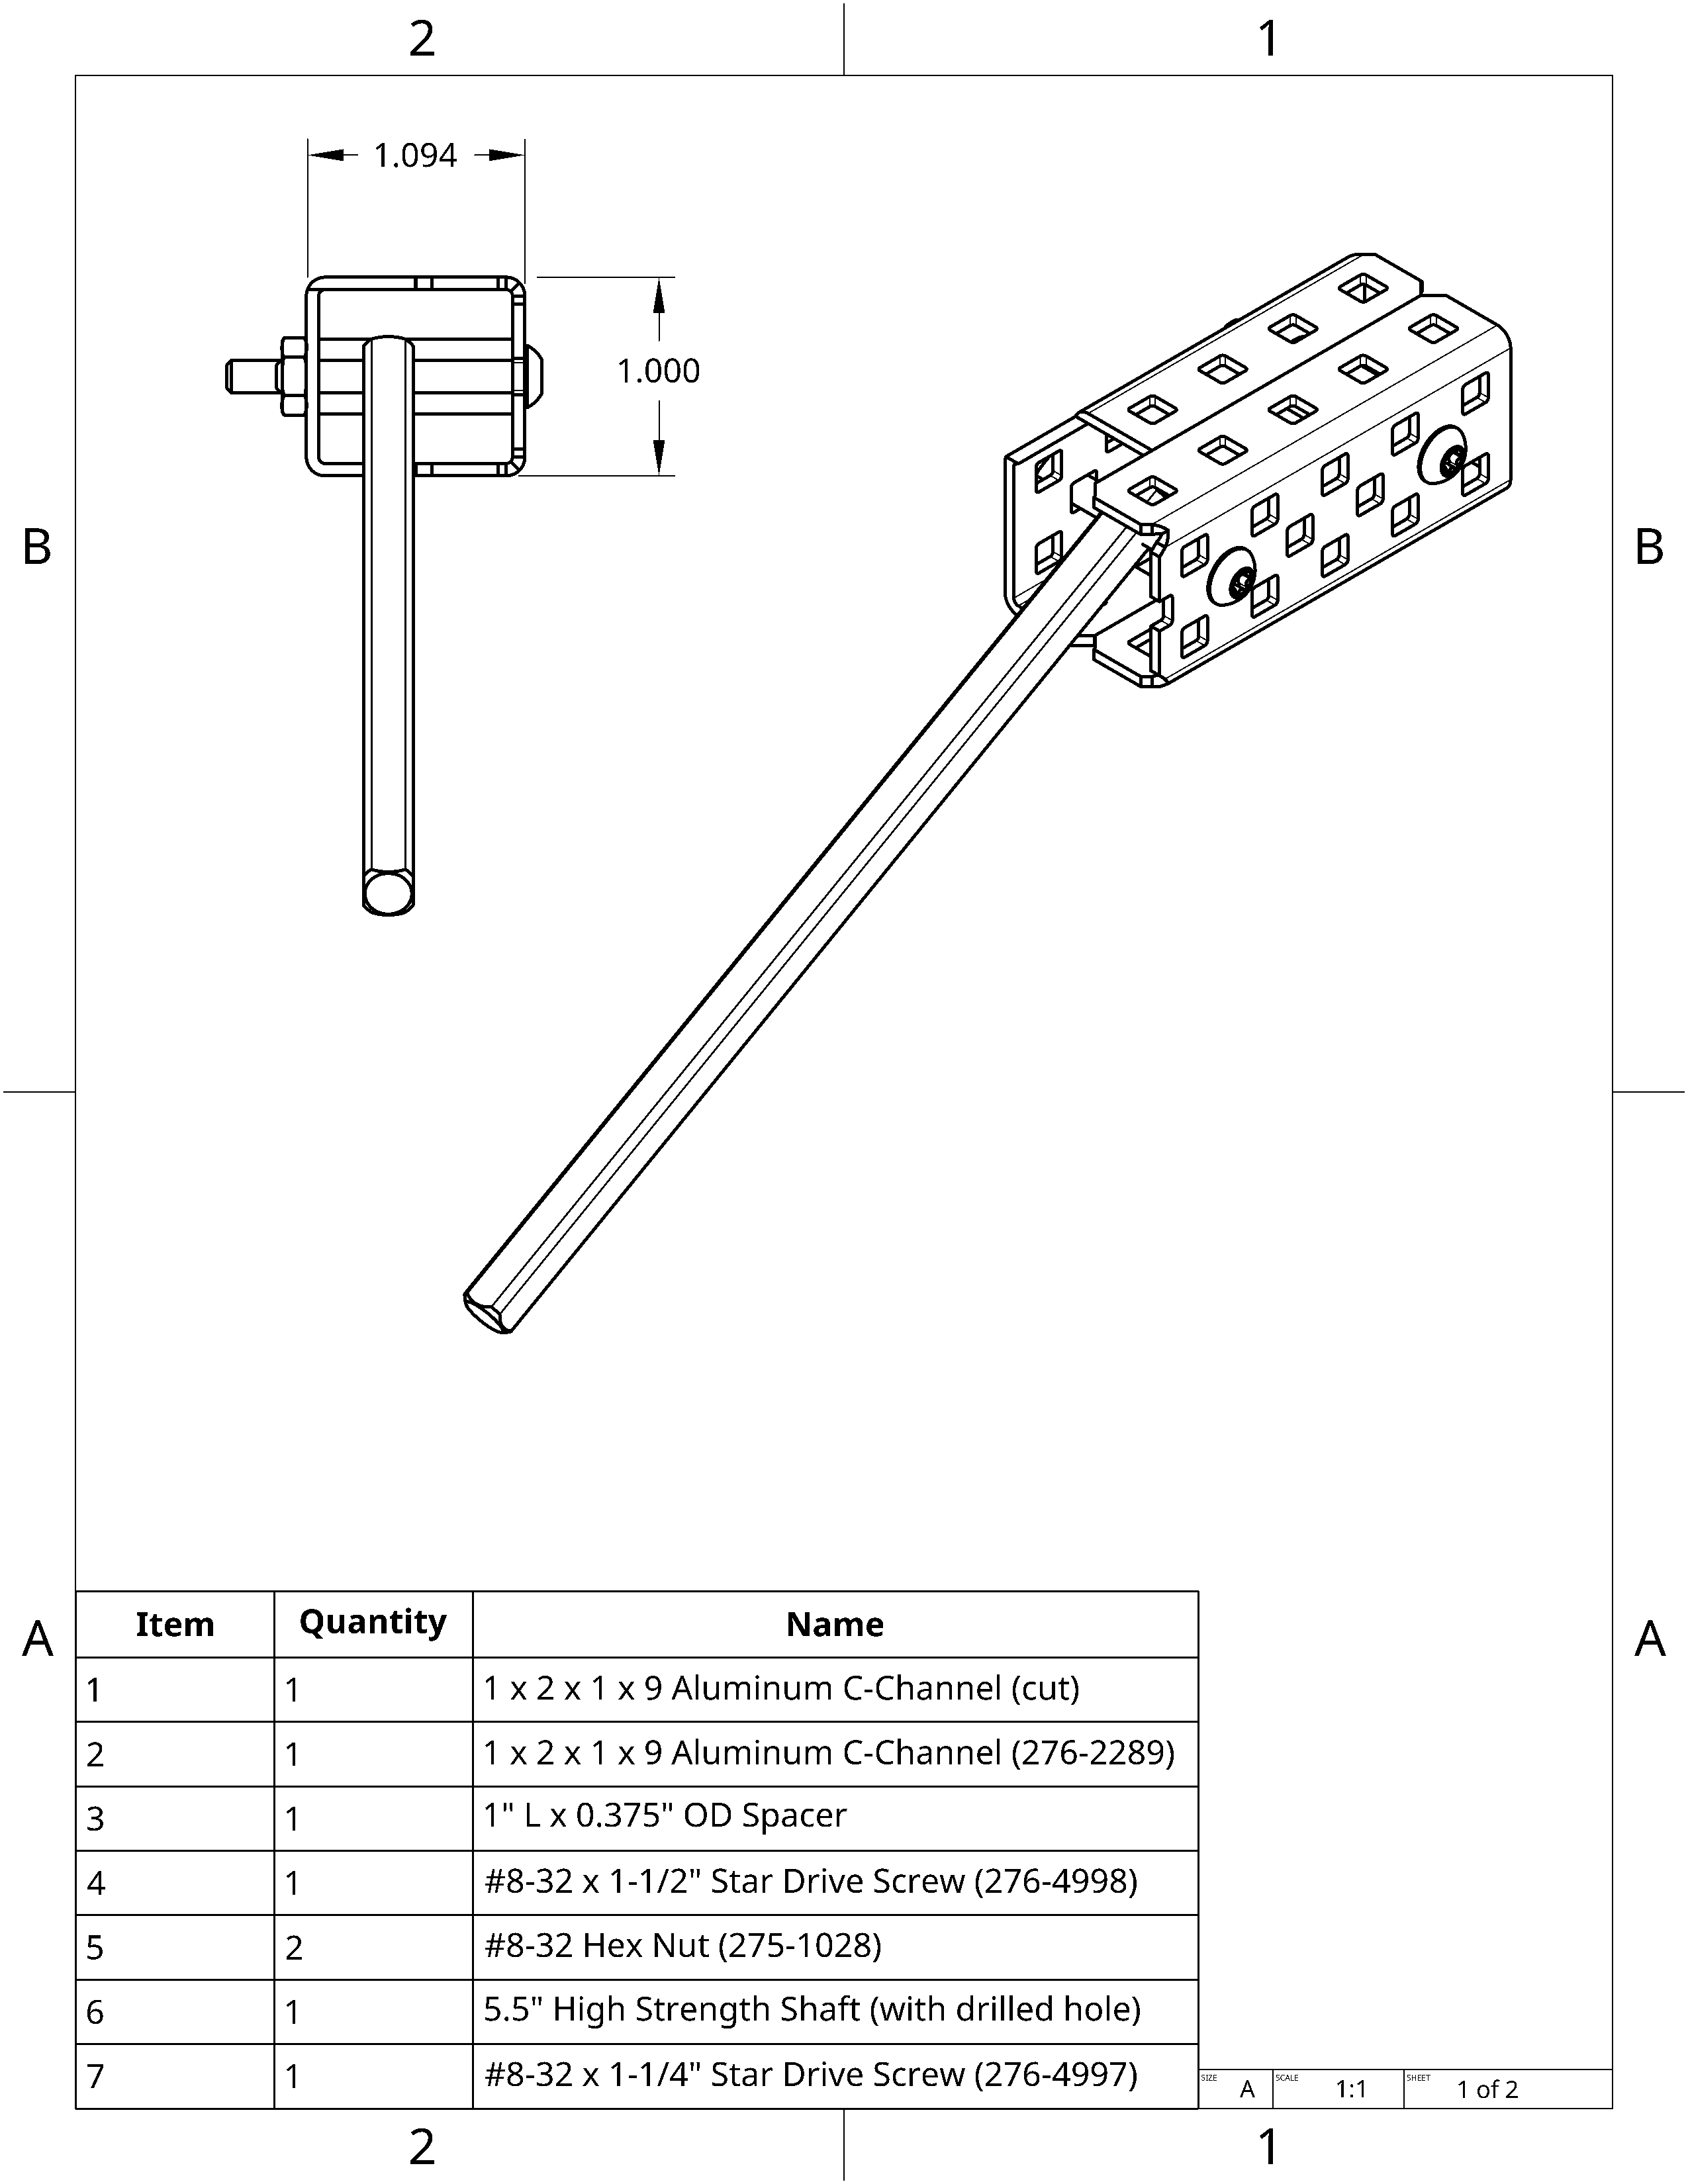 2 1
1.094
1.000
B B
A A
Item Quantity Name
1 1 1 x 2 x 1 x 9 Aluminum C-Channel (cut)
2 1 1 x 2 x 1 x 9 Aluminum C-Channel (276-2289)
3 1 1" L x 0.375" OD Spacer
4 1 #8-32 x 1-1/2" Star Drive Screw (276-4998)
5 2 #8-32 Hex Nut (275-1028)
6 1 5.5" High Strength Shaft (with drilled hole)
7 1 #8-32 x 1-1/4" Star Drive Screw (276-4997)
SIZE A SCALE 1:1 SHEET 1 of 2
2 1